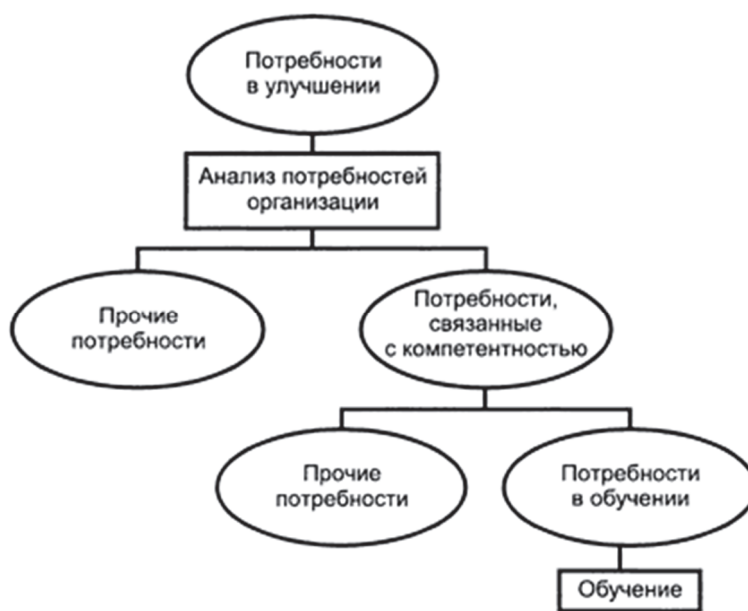 Потребности
в улучшении
Анализ потребностей
организации
Прочие
потребности
Потребности,
связанные
с компетентностью
Прочие
потребности
Потребности
в обучении
Обучение